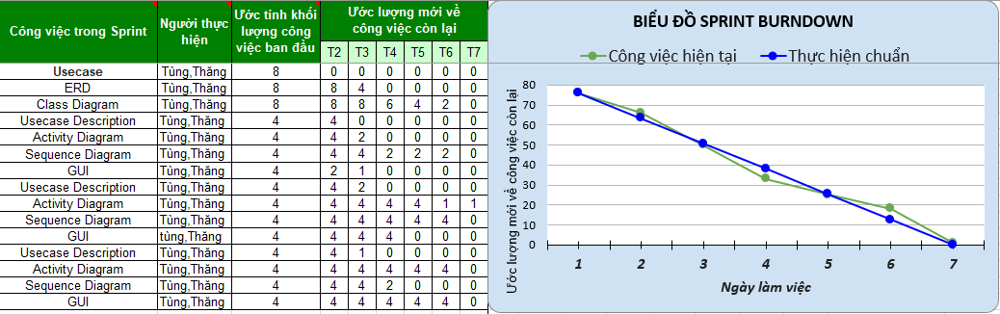 Công việc trong Sprint
Người thực
hiện
Ước tính khối
lượng công
việc ban đầu
Ước lượng mới về
công việc còn lại
T2 T3 T4 T5 T6 T7
Usecase Tùng,Thăng 8 0 0 0 0 0 0
ERD Tùng,Thăng 8 8 4 0 0 0 0
Class Diagram Tùng,Thăng 8 8 8 6 4 2 0
Usecase Description Tùng,Thăng 4 4 0 0 0 0 0
Activity Diagram Tùng,Thăng 4 4 2 0 0 0 0
Sequence Diagram Tùng,Thăng 4 4 4 2 2 2 0
GUI Tùng,Thăng 4 2 1 0 0 0 0
Usecase Description Tùng,Thăng 4 4 2 0 0 0 0
Activity Diagram Tùng,Thăng 4 4 4 4 4 1 1
Sequence Diagram Tùng,Thăng 4 4 4 4 4 4 0
GUI tùng,Thăng 4 4 4 4 0 0 0
Usecase Description Tùng,Thăng 4 4 1 0 0 0 0
Activity Diagram Tùng,Thăng 4 4 4 4 4 4 0
Sequence Diagram Tùng,Thăng 4 4 4 2 0 0 0
GUI Tùng,Thăng 4 4 4 4 4 4 0
BIỂU ĐỒ SPRINT BURNDOWN
Công việc hiện tại Thực hiện chuẩn
Ước lượng mới về công việc còn lại
80
70
60
50
40
30
20
10
0
1 2 3 4 5 6 7
Ngày làm việc